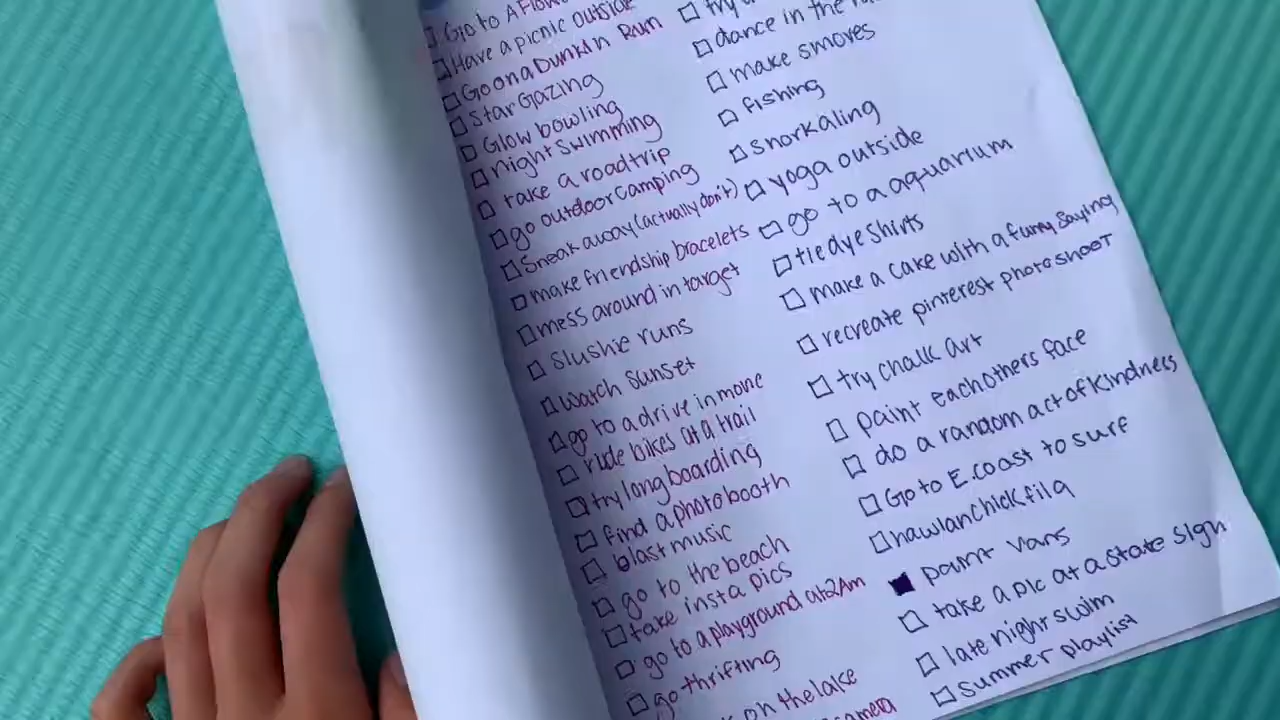 Go to A Flow
Have a picnic outside
Go on a Dunkin Run
Star Gazing
Glow bowling
night swimming
take a roadtrip
go outdoor camping
Sneak away (actually don't)
make friendship bracelets
mess around in target
Slushie runs
Watch sunset
go to a drive in movie
ride bikes at a trail
try longboarding
find a photobooth
blast music
go to the beach
take insta pics
go to a playground at 2Am
go thrifting
on the lake
camera
try
dance in the
make smores
fishing
snorkaling
yoga outside
go to a aquarium
tie dye shirts
make a cake with a funny saying
recreate pinterest photoshoot
try chalk art
paint eachothers face
do a random act of kindness
Go to E.coast to surf
hawian chickfila
paint vans
take a pic at a state sign
late night swim
summer playlist